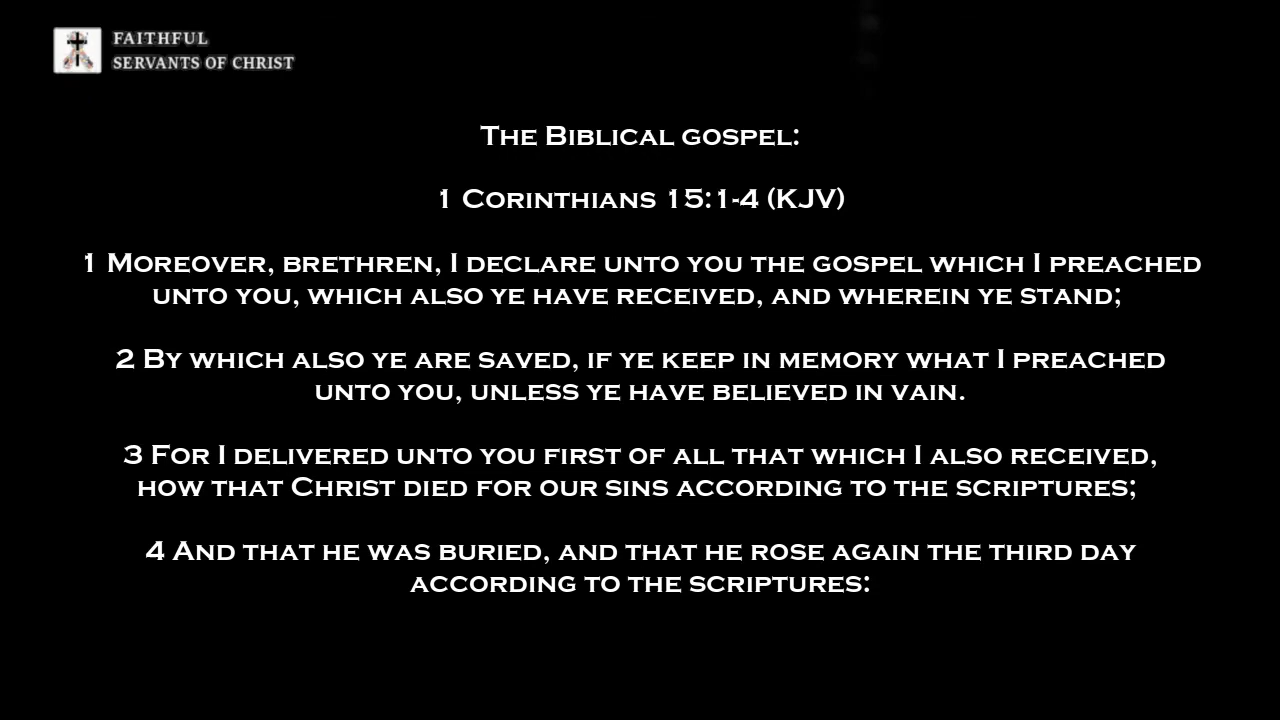 FAITHFUL
SERVANTS OF CHRIST
The Biblical gospel:
1 Corinthians 15:1-4 (KJV)
1 Moreover, brethren, I declare unto you the gospel which I preached
unto you, which also ye have received, and wherein ye stand;
2 By which also ye are saved, if ye keep in memory what I preached
unto you, unless ye have believed in vain.
3 For I delivered unto you first of all that which I also received,
how that Christ died for our sins according to the scriptures;
4 And that he was buried, and that he rose again the third day
according to the scriptures: